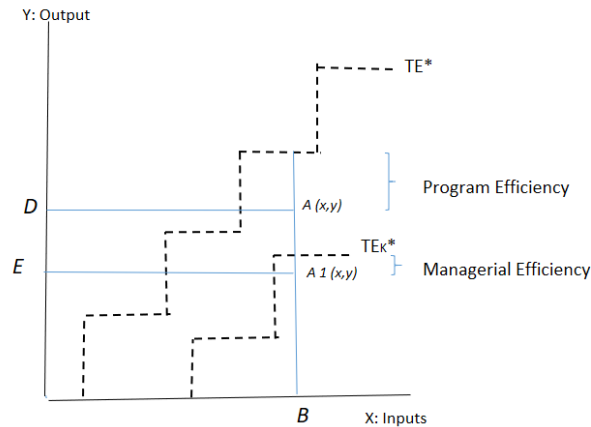 Y: Output
TE*
Program Efficiency
D
A (x,y)
TEK*
E
A 1 (x,y)
Managerial Efficiency
B
X: Inputs